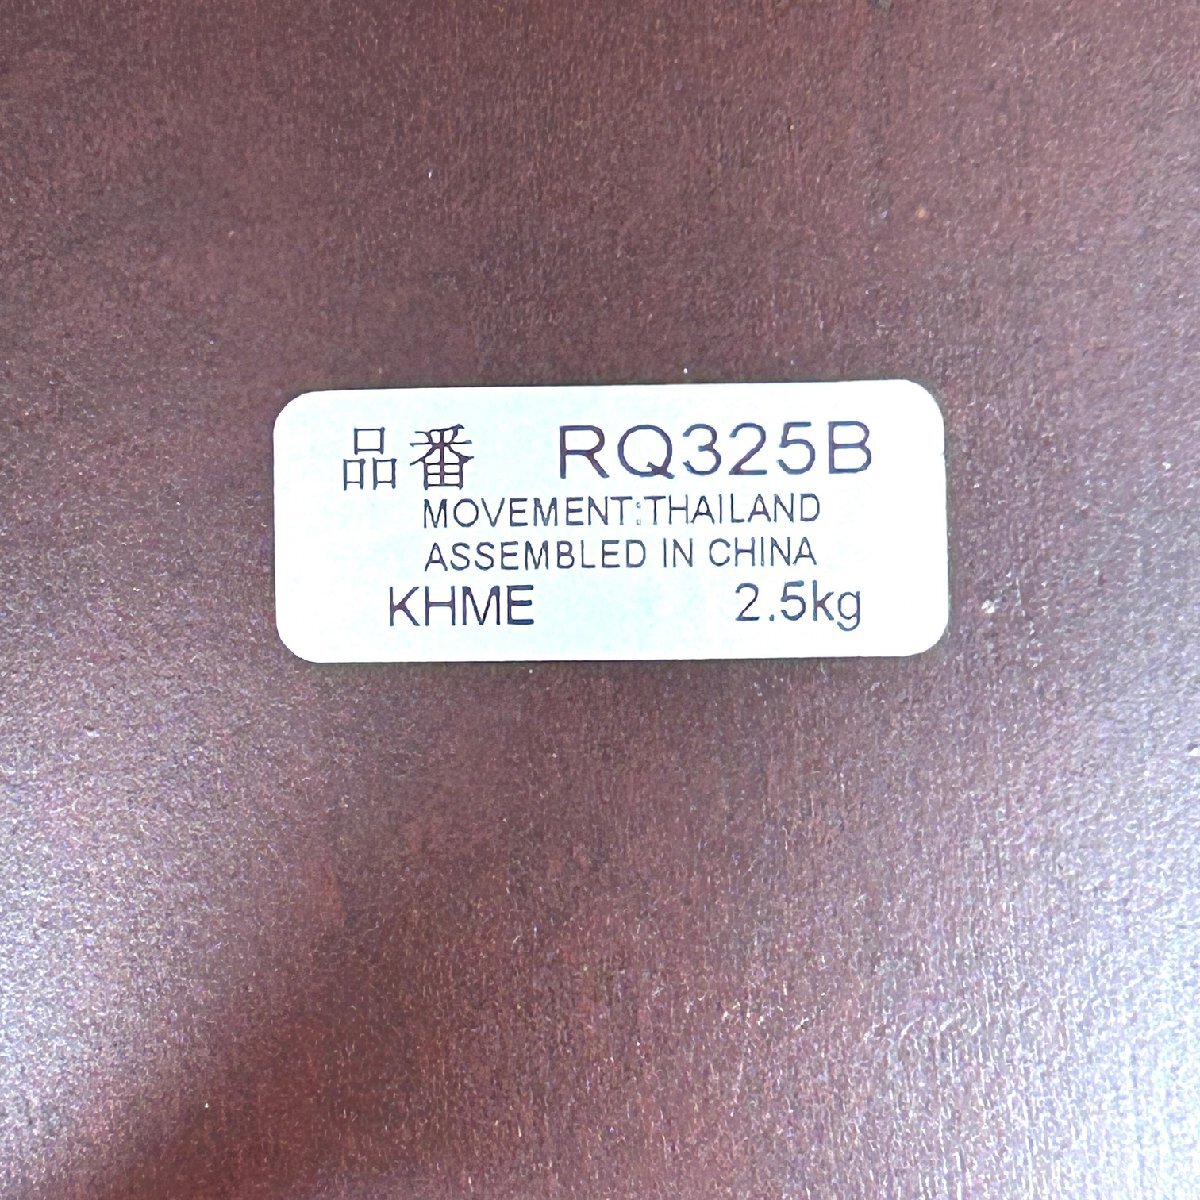 品番 RQ325B
MOVEMENT:THAILAND
ASSEMBLED IN CHINA
KHME 2.5kg